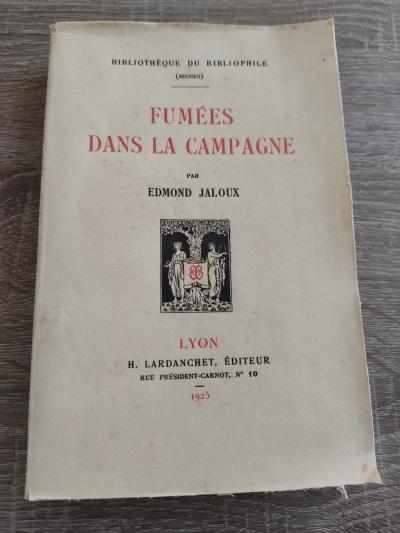 BIBLIOTHÈQUE DU BIBLIOPHILE
(JEUNES)
FUMÉES
DANS LA CAMPAGNE
PAR
EDMOND JALOUX
LYON
H. LARDANCHET, ÉDITEUR
RUE PRÉSIDENT-CARNOT, Nº 10
1925